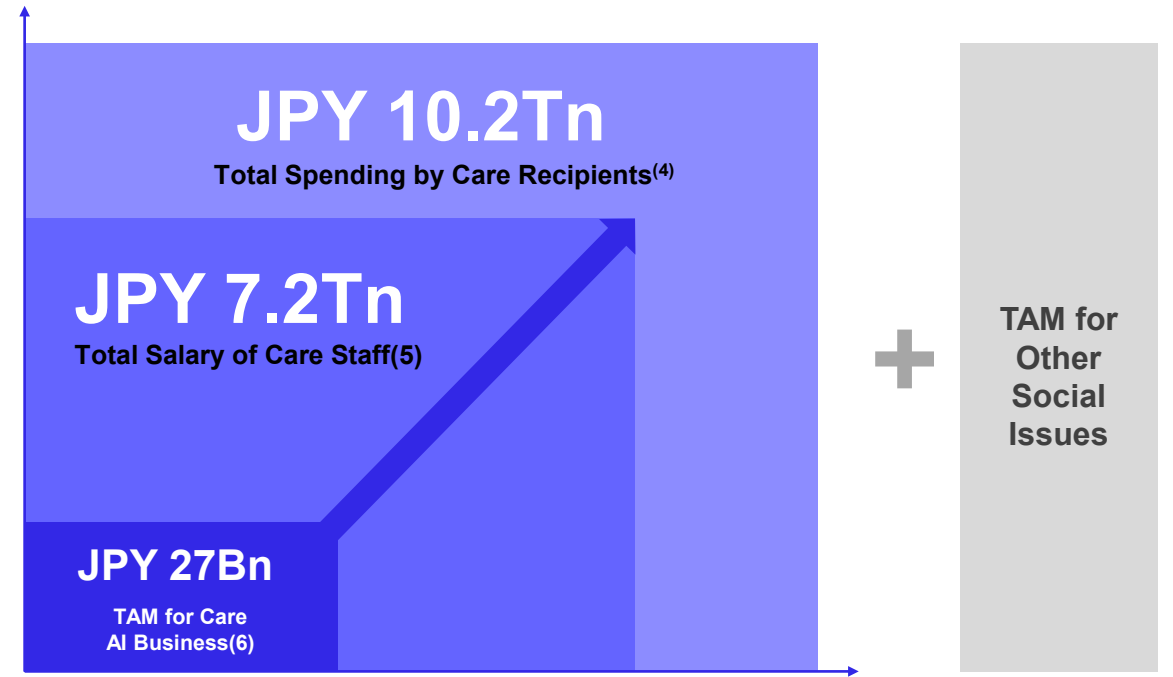 JPY 10.2Tn
Total Spending by Care Recipients(4)
JPY 7.2Tn
Total Salary of Care Staff(5)
JPY 27Bn
TAM for Care
AI Business(6)
TAM for
Other
Social
Issues